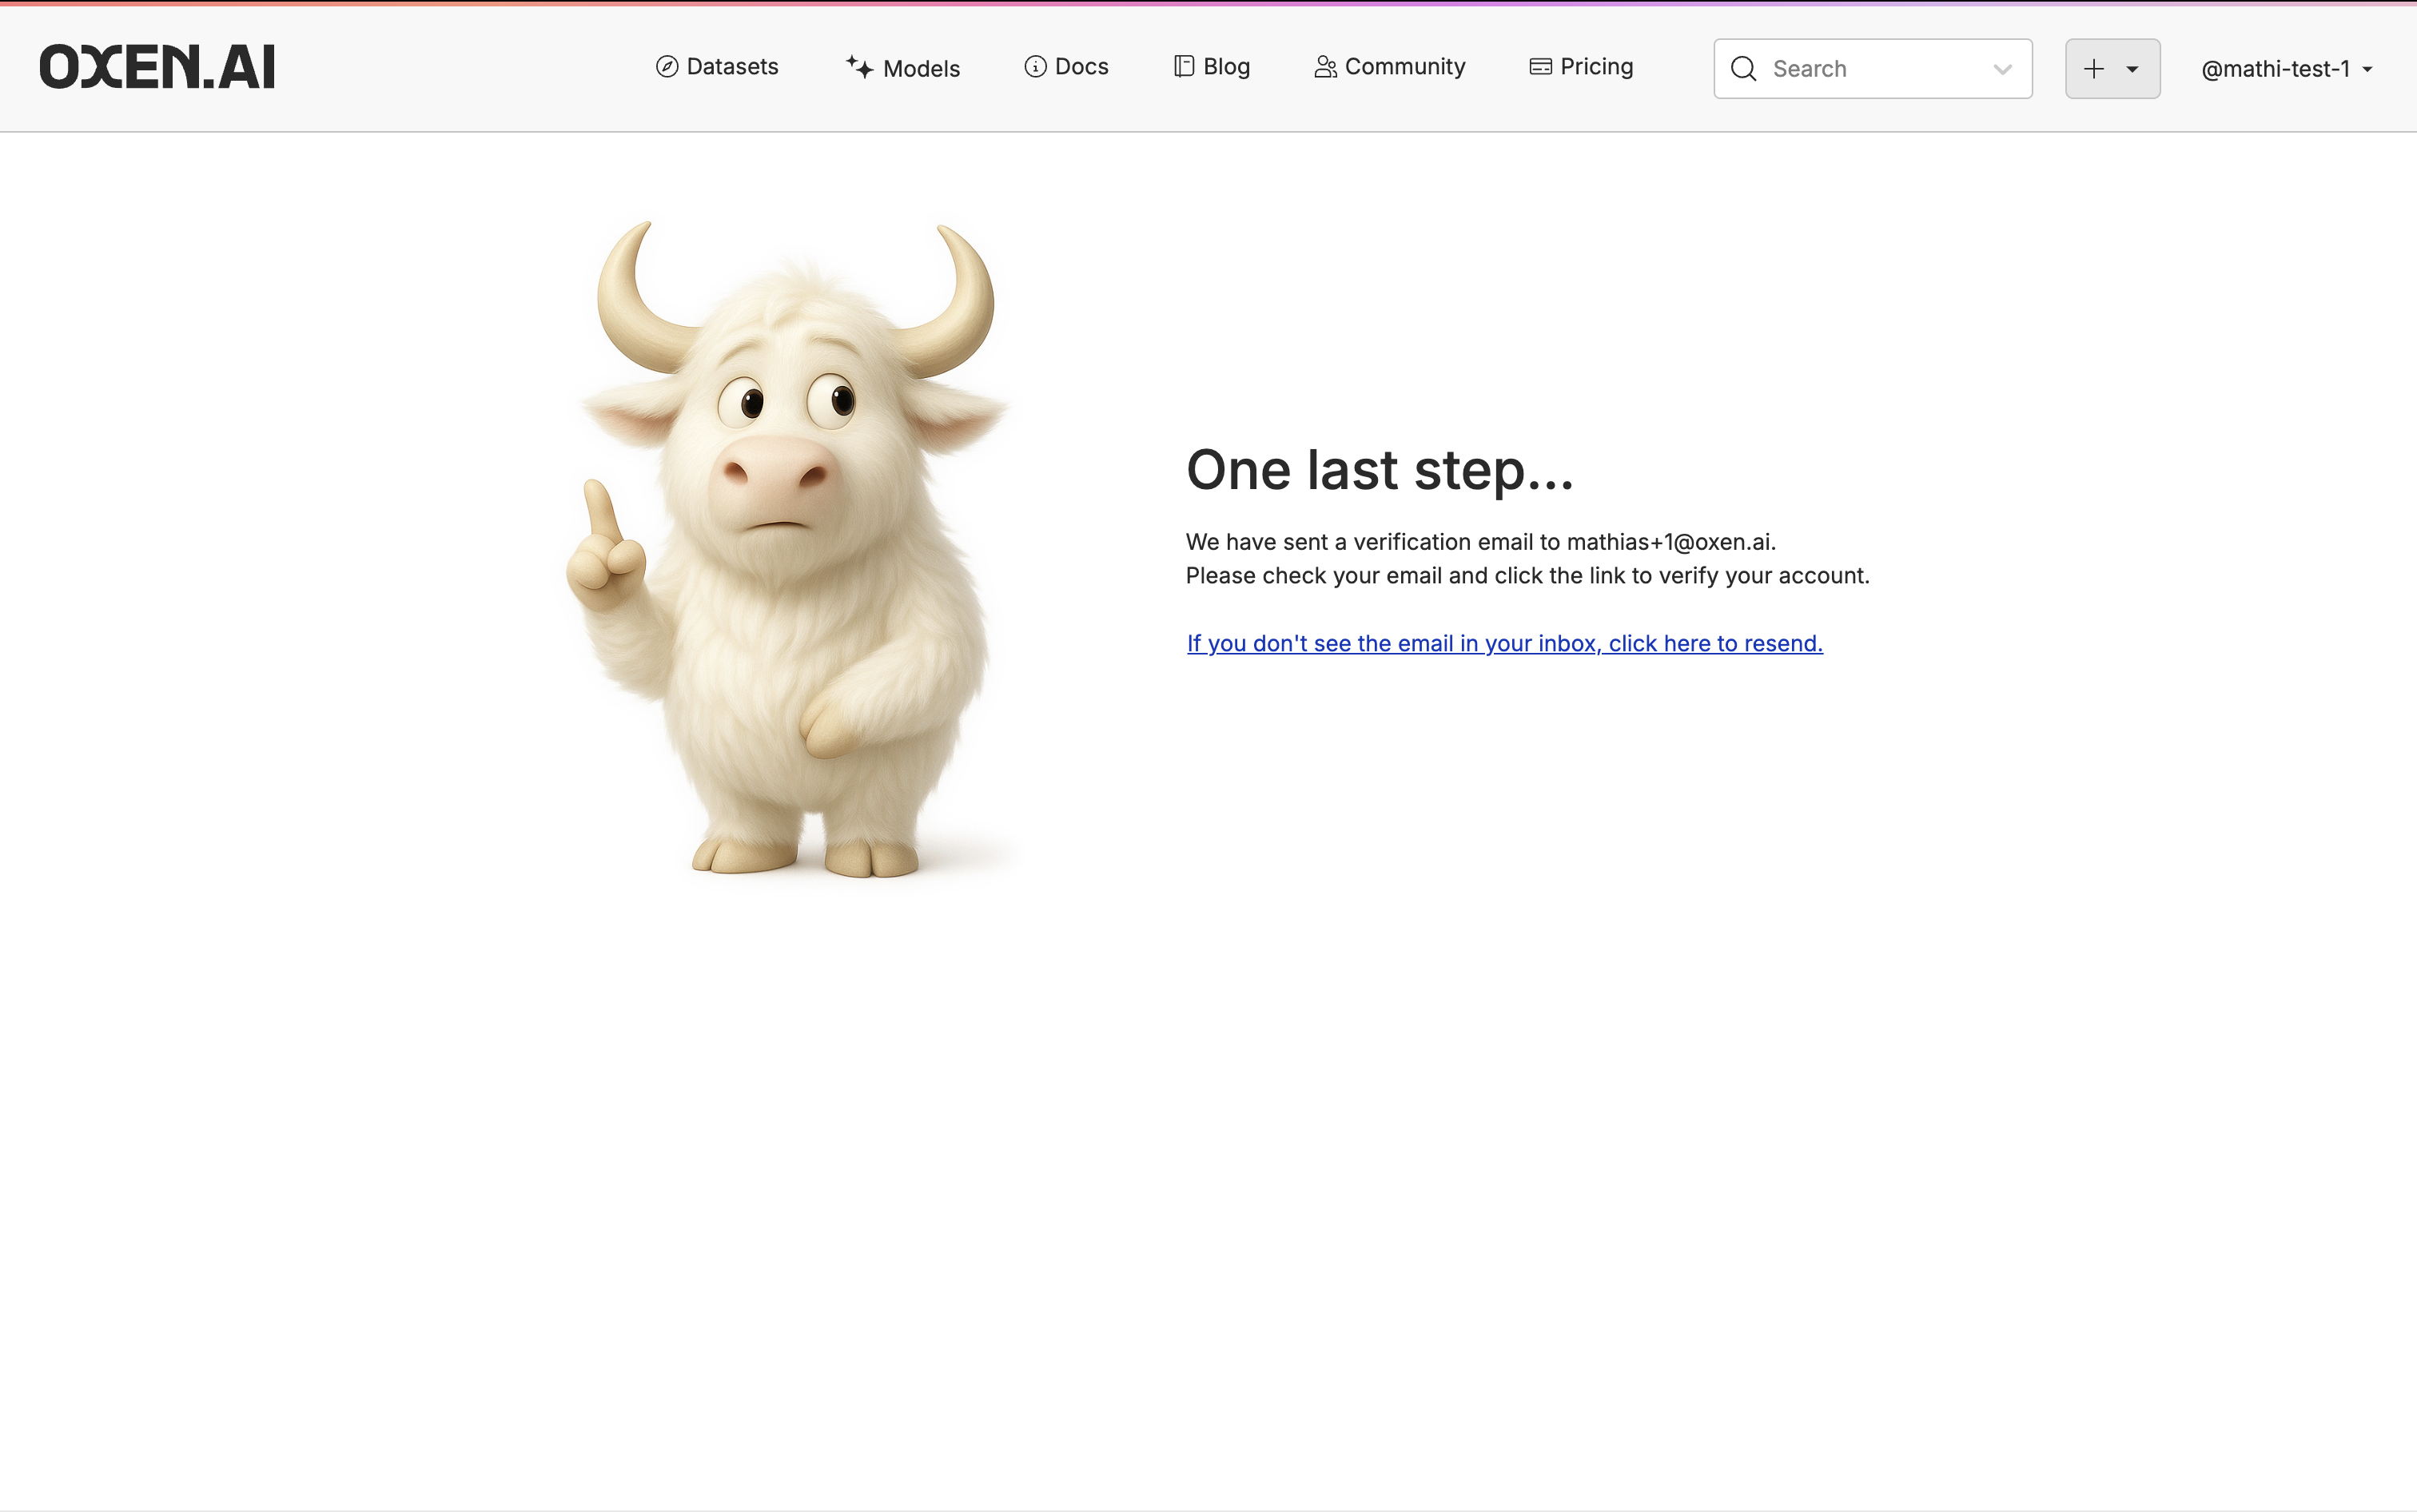 OXEN.AI
Datasets
Models
Docs
Blog
Community
Pricing
Search
@mathi-test-1
One last step...
We have sent a verification email to mathias+1@oxen.ai.
Please check your email and click the link to verify your account.
If you don't see the email in your inbox, click here to resend.